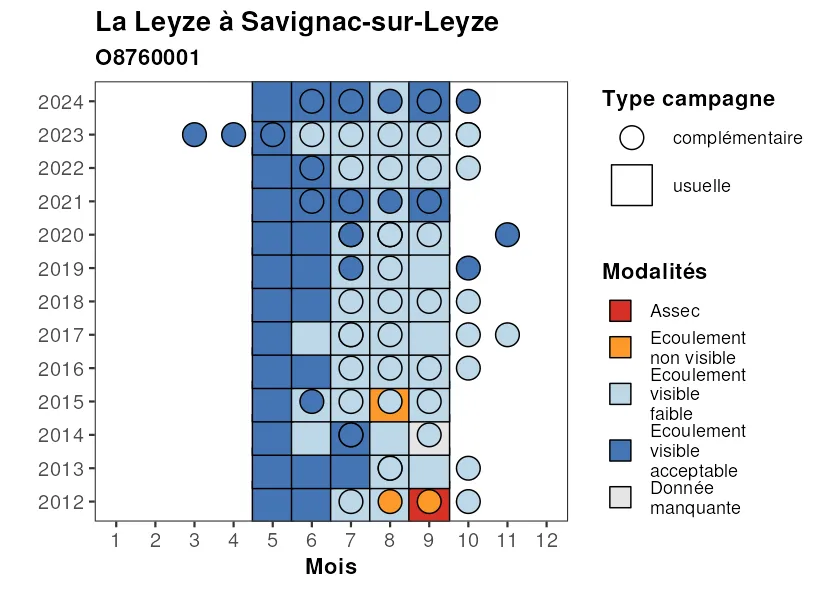 La Leyze à Savignac-sur-Leyze
O8760001
2024
2023
2022
2021
2020
2019
2018
2017
2016
2015
2014
2013
2012
1 2 3 4 5 6 7 8 9 10 11 12
Mois
Type campagne
complémentaire
usuelle
Modalités
Assec
Ecoulement
non visible
Ecoulement
visible
faible
Ecoulement
visible
acceptable
Donnée
manquante